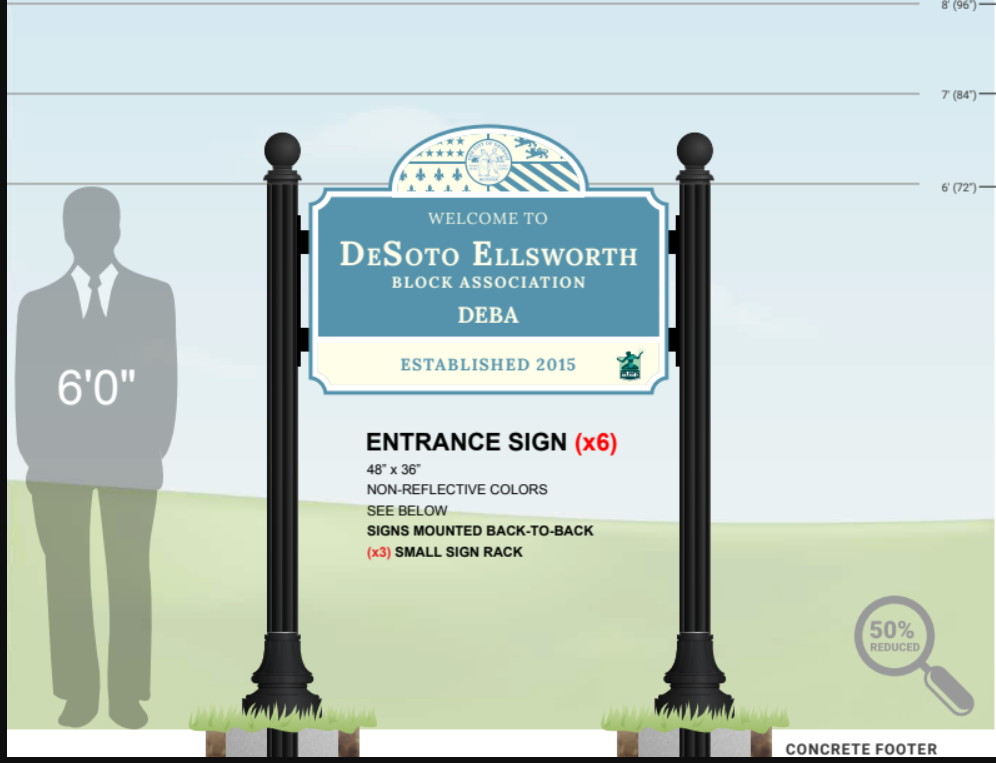 8' (96")
7' (84")
6' (72")
WELCOME TO
DESOTO ELLSWORTH
BLOCK ASSOCIATION
DEBA
ESTABLISHED 2015
6'0"
ENTRANCE SIGN (x6)
48" x 36"
NON-REFLECTIVE COLORS
SEE BELOW
SIGNS MOUNTED BACK-TO-BACK
(x3) SMALL SIGN RACK
50%
REDUCED
CONCRETE FOOTER